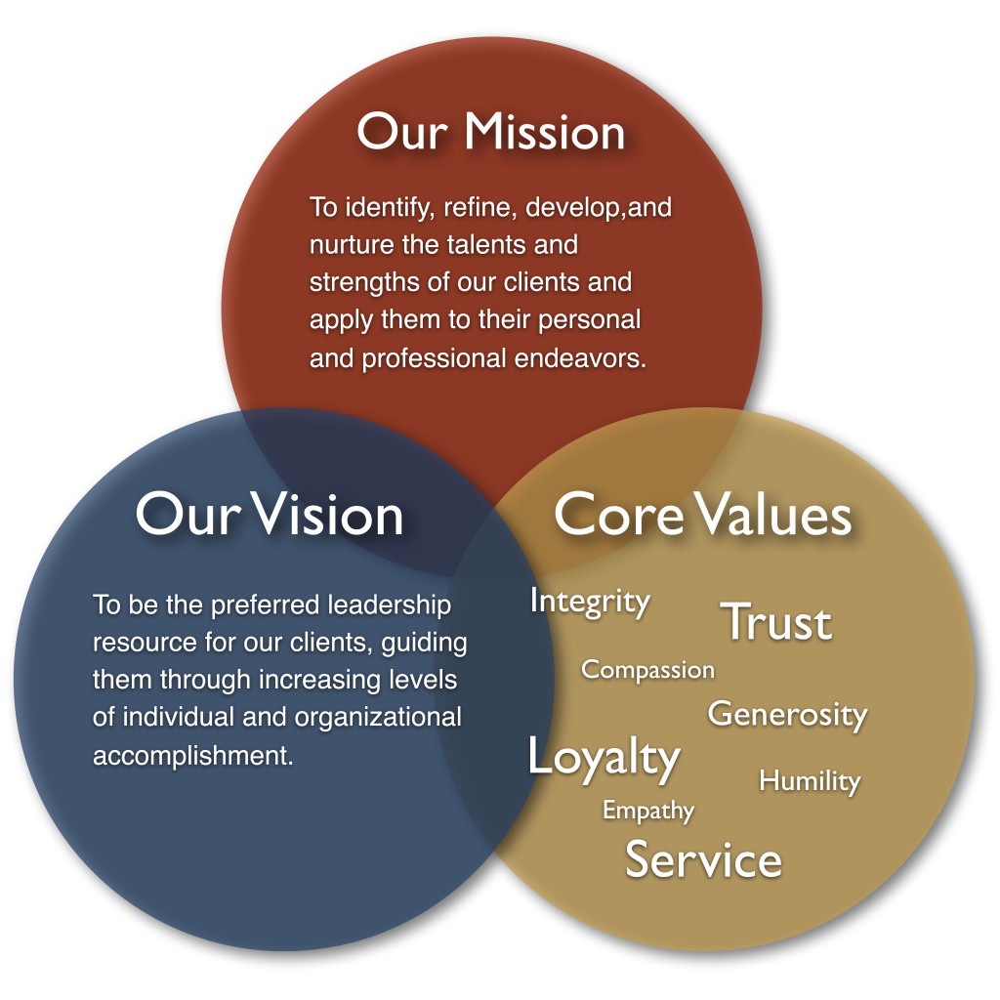 Our Mission
To identify, refine, develop,and
nurture the talents and
strengths of our clients and
apply them to their personal
and professional endeavors.
Our Vision
To be the preferred leadership
resource for our clients, guiding
them through increasing levels
of individual and organizational
accomplishment.
Core Values
Integrity
Trust
Compassion
Generosity
Loyalty
Humility
Empathy
Service